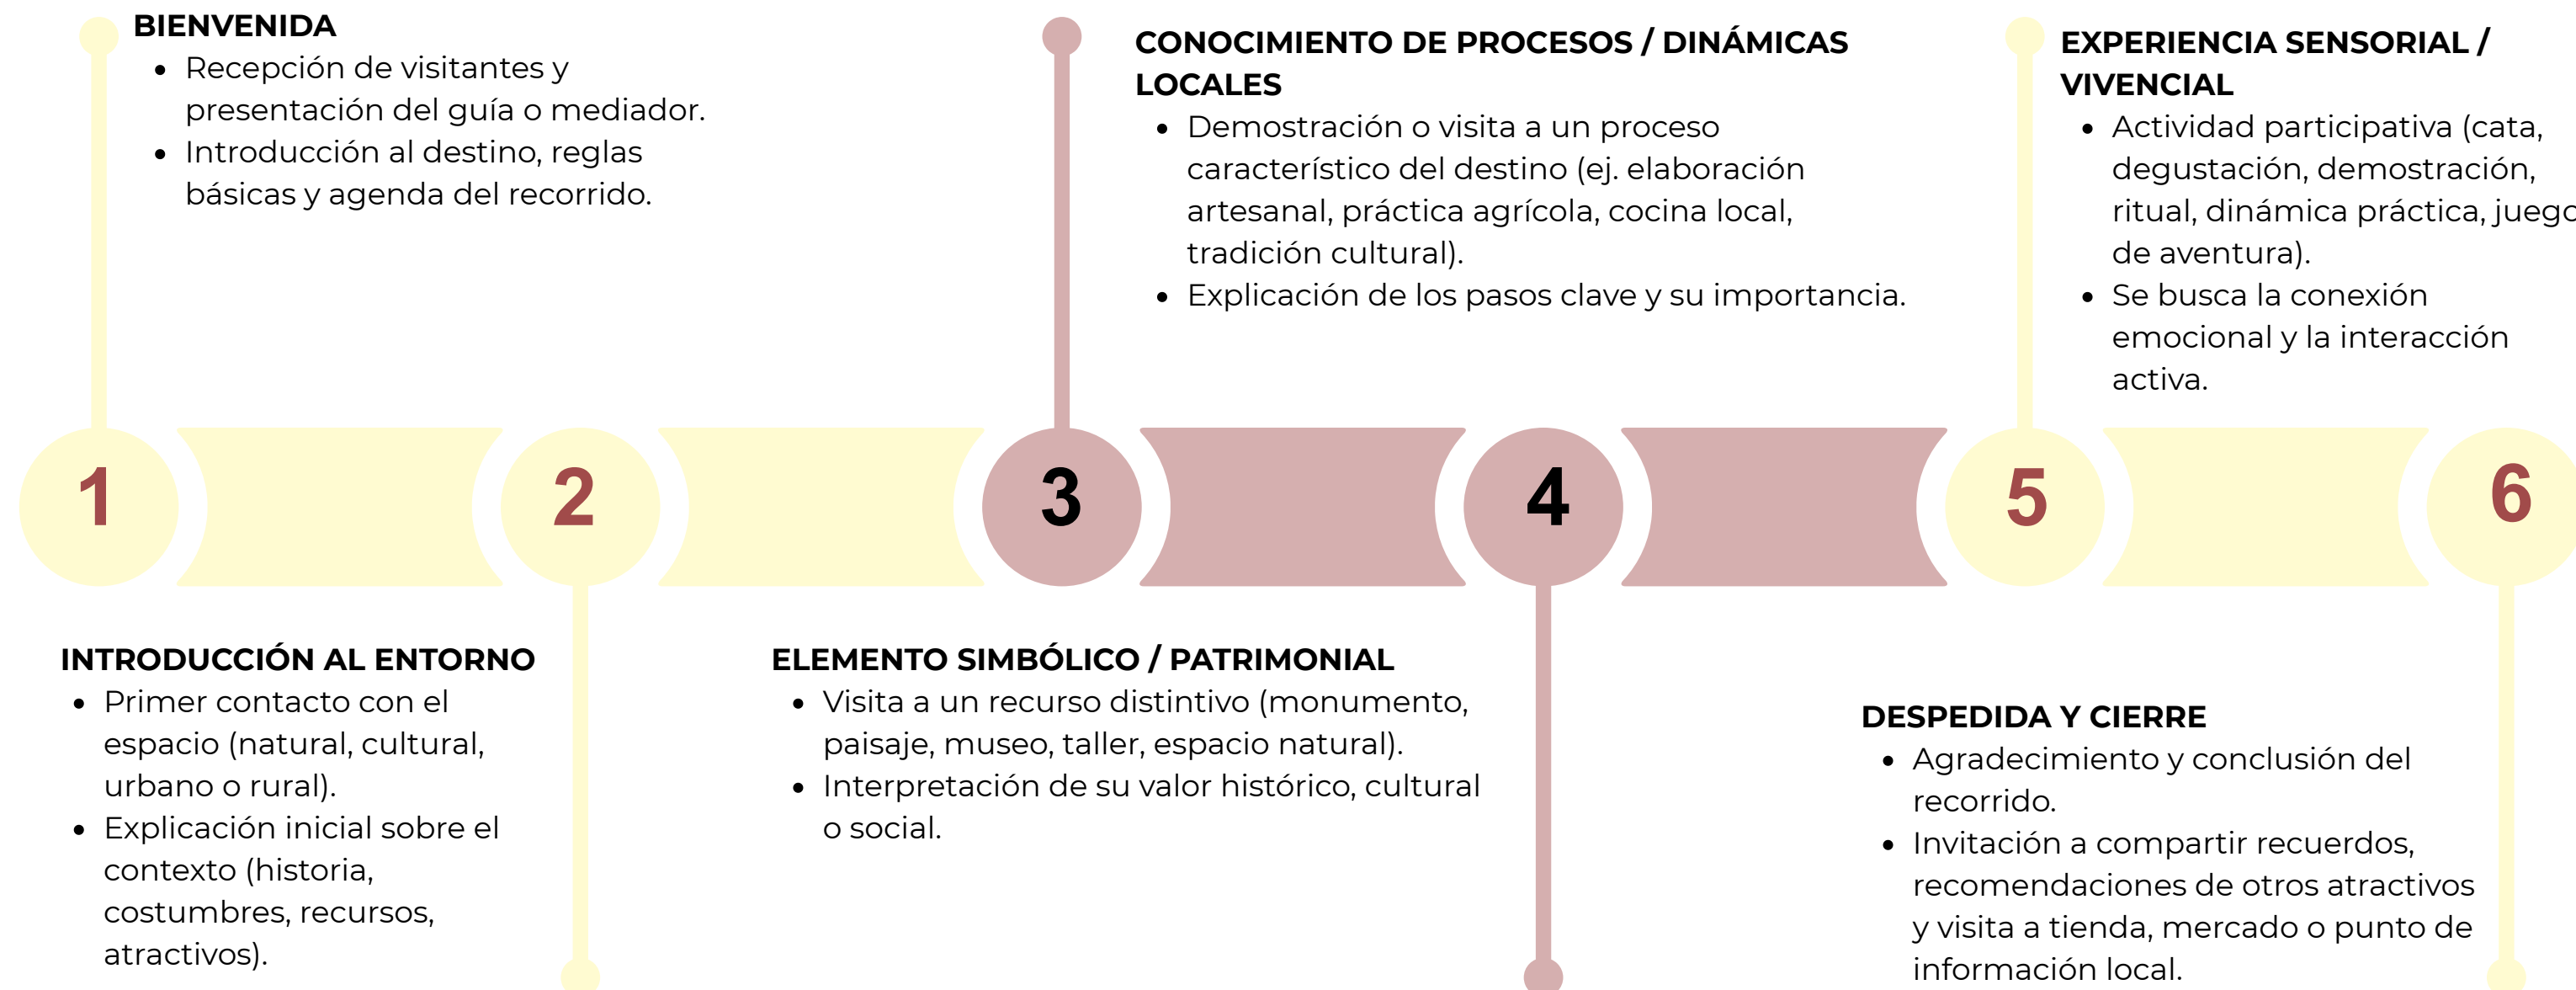 BIENVENIDA
• Recepción de visitantes y
presentación del guía o mediador.
• Introducción al destino, reglas
básicas y agenda del recorrido.
CONOCIMIENTO DE PROCESOS / DINÁMICAS
LOCALES
• Demostración o visita a un proceso
característico del destino (ej. elaboración
artesanal, práctica agrícola, cocina local,
tradición cultural).
• Explicación de los pasos clave y su importancia.
EXPERIENCIA SENSORIAL /
VIVENCIAL
• Actividad participativa (cata,
degustación, demostración,
ritual, dinámica práctica, juego
de aventura).
• Se busca la conexión
emocional y la interacción
activa.
1
2
3
4
5
6
INTRODUCCIÓN AL ENTORNO
• Primer contacto con el
espacio (natural, cultural,
urbano o rural).
• Explicación inicial sobre el
contexto (historia,
costumbres, recursos,
atractivos).
ELEMENTO SIMBÓLICO / PATRIMONIAL
• Visita a un recurso distintivo (monumento,
paisaje, museo, taller, espacio natural).
• Interpretación de su valor histórico, cultural
o social.
DESPEDIDA Y CIERRE
• Agradecimiento y conclusión del
recorrido.
• Invitación a compartir recuerdos,
recomendaciones de otros atractivos
y visita a tienda, mercado o punto de
información local.